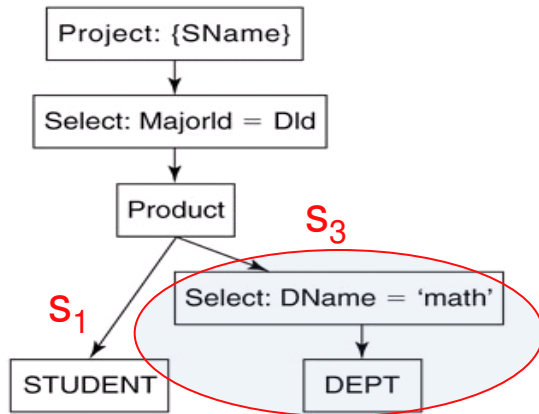 Project: {SName}
Select: MajorId = DId
Product
s₃
Select: DName = ‘math’
s₁
STUDENT
DEPT